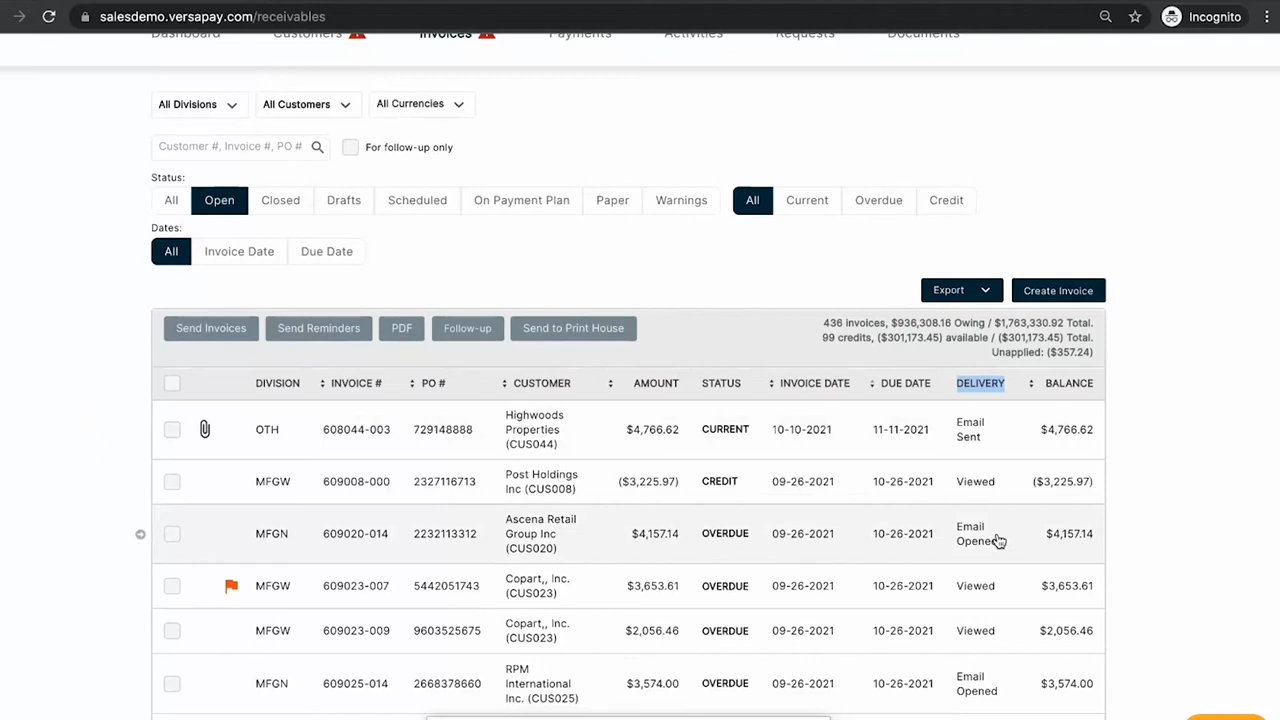 salesdemo.versapay.com/receivables
Incognito
Dashboard Customers Invoices Payments Activities Requests Documents
All Divisions All Customers All Currencies
Customer #, Invoice #, PO # For follow-up only
Status:
All Open Closed Drafts Scheduled On Payment Plan Paper Warnings All Current Overdue Credit
Dates:
All Invoice Date Due Date
Export Create Invoice
Send Invoices Send Reminders PDF Follow-up Send to Print House
436 invoices, $936,308.16 Owing / $1,763,330.92 Total.
99 credits, ($301,173.45) available / ($301,173.45) Total.
Unapplied: ($357.24)
DIVISION INVOICE # PO # CUSTOMER AMOUNT STATUS INVOICE DATE DUE DATE DELIVERY BALANCE
OTH 608044-003 729148888 Highwoods Properties (CUS044) $4,766.62 CURRENT 10-10-2021 11-11-2021 Email Sent $4,766.62
MFGW 609008-000 2327116713 Post Holdings Inc (CUS008) ($3,225.97) CREDIT 09-26-2021 10-26-2021 Viewed ($3,225.97)
MFGN 609020-014 2232113312 Ascena Retail Group Inc (CUS020) $4,157.14 OVERDUE 09-26-2021 10-26-2021 Email Opened $4,157.14
MFGW 609023-007 5442051743 Copart,, Inc. (CUS023) $3,653.61 OVERDUE 09-26-2021 10-26-2021 Viewed $3,653.61
MFGW 609023-009 9603525675 Copart,, Inc. (CUS023) $2,056.46 OVERDUE 09-26-2021 10-26-2021 Viewed $2,056.46
MFGN 609025-014 2668378660 RPM International Inc. (CUS025) $3,574.00 OVERDUE 09-26-2021 10-26-2021 Email Opened $3,574.00